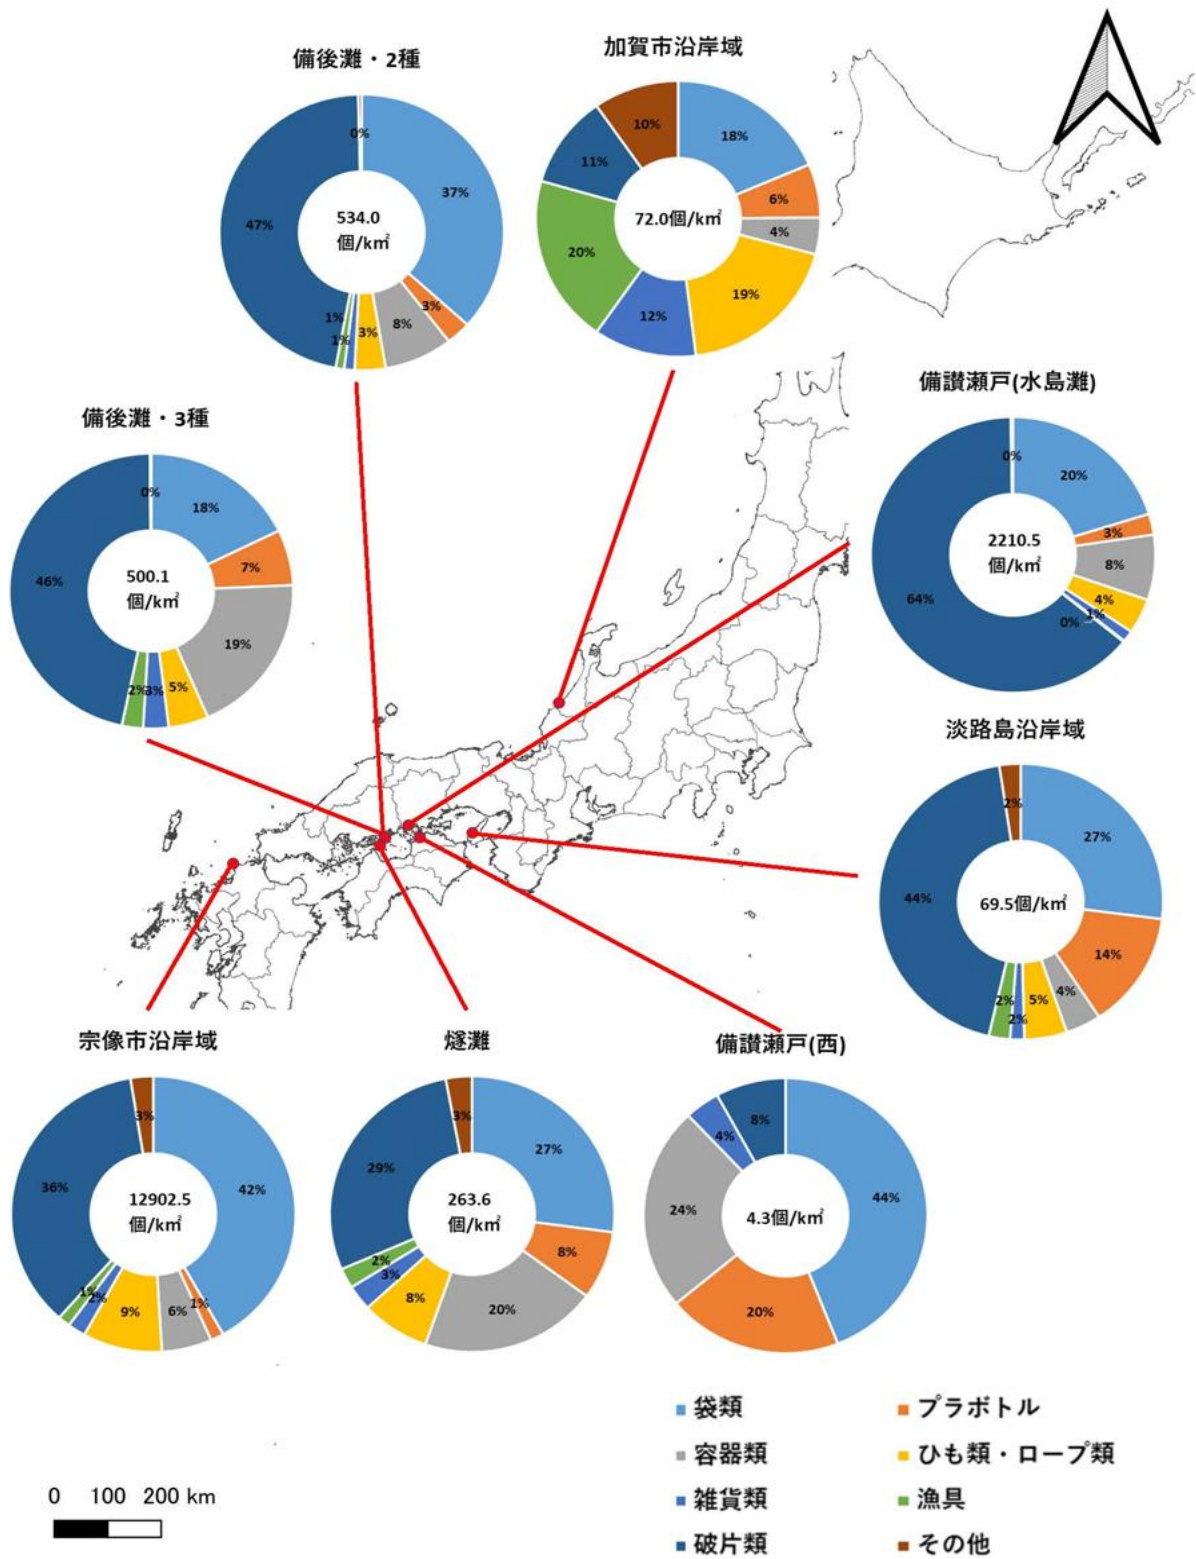 備後灘・2種
0%
37%
3%
8%
3%
1%
1%
47%
534.0
個/km²
加賀市沿岸域
18%
6%
4%
19%
12%
20%
11%
10%
72.0個/km²
備後灘・3種
0%
18%
7%
19%
5%
3%
2%
46%
500.1
個/km²
備讃瀬戸(水島灘)
0%
20%
3%
8%
4%
1%
0%
64%
2210.5
個/km²
淡路島沿岸域
2%
27%
14%
4%
5%
2%
2%
44%
69.5個/km²
宗像市沿岸域
3%
42%
1%
6%
9%
2%
1%
36%
12902.5
個/km²
燧灘
3%
27%
8%
20%
8%
3%
2%
29%
263.6
個/km²
備讃瀬戸(西)
44%
20%
24%
4%
8%
4.3個/km²
袋類
プラボトル
容器類
ひも類・ロープ類
雑貨類
漁具
破片類
その他
0 100 200 km